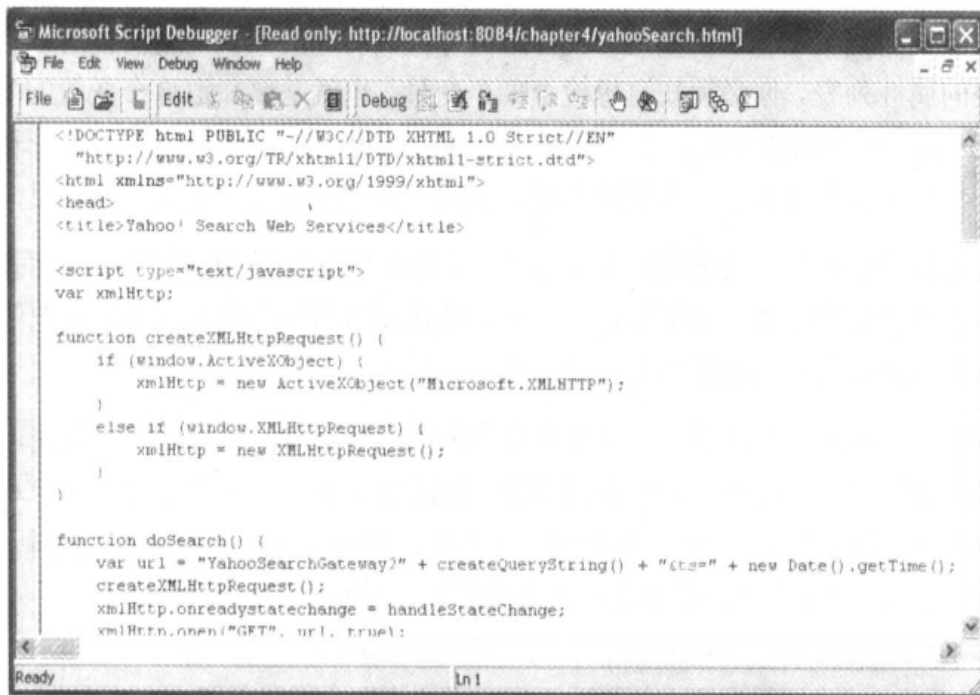 Microsoft Script Debugger - [Read only: http://localhost:8084/chapter4/yahooSearch.html]
File Edit View Debug Window Help
File Edit Debug
<!DOCTYPE html PUBLIC "-//W3C//DTD XHTML 1.0 Strict//EN"
"http://www.w3.org/TR/xhtml1/DTD/xhtml1-strict.dtd">
<html xmlns="http://www.w3.org/1999/xhtml">
<head>
<title>Yahoo! Search Web Services</title>
<script type="text/javascript">
var xmlHttp;
function createXMLHttpRequest() {
if (window.ActiveXObject) {
xmlHttp = new ActiveXObject("Microsoft.XMLHTTP");
}
else if (window.XMLHttpRequest) {
xmlHttp = new XMLHttpRequest();
}
}
function doSearch() {
var url = "YahooSearchGateway?" + createQueryString() + "&ts=" + new Date().getTime();
createXMLHttpRequest();
xmlHttp.onreadystatechange = handleStateChange;
xmlHttp.open("GET", url, true);
Ready Ln 1